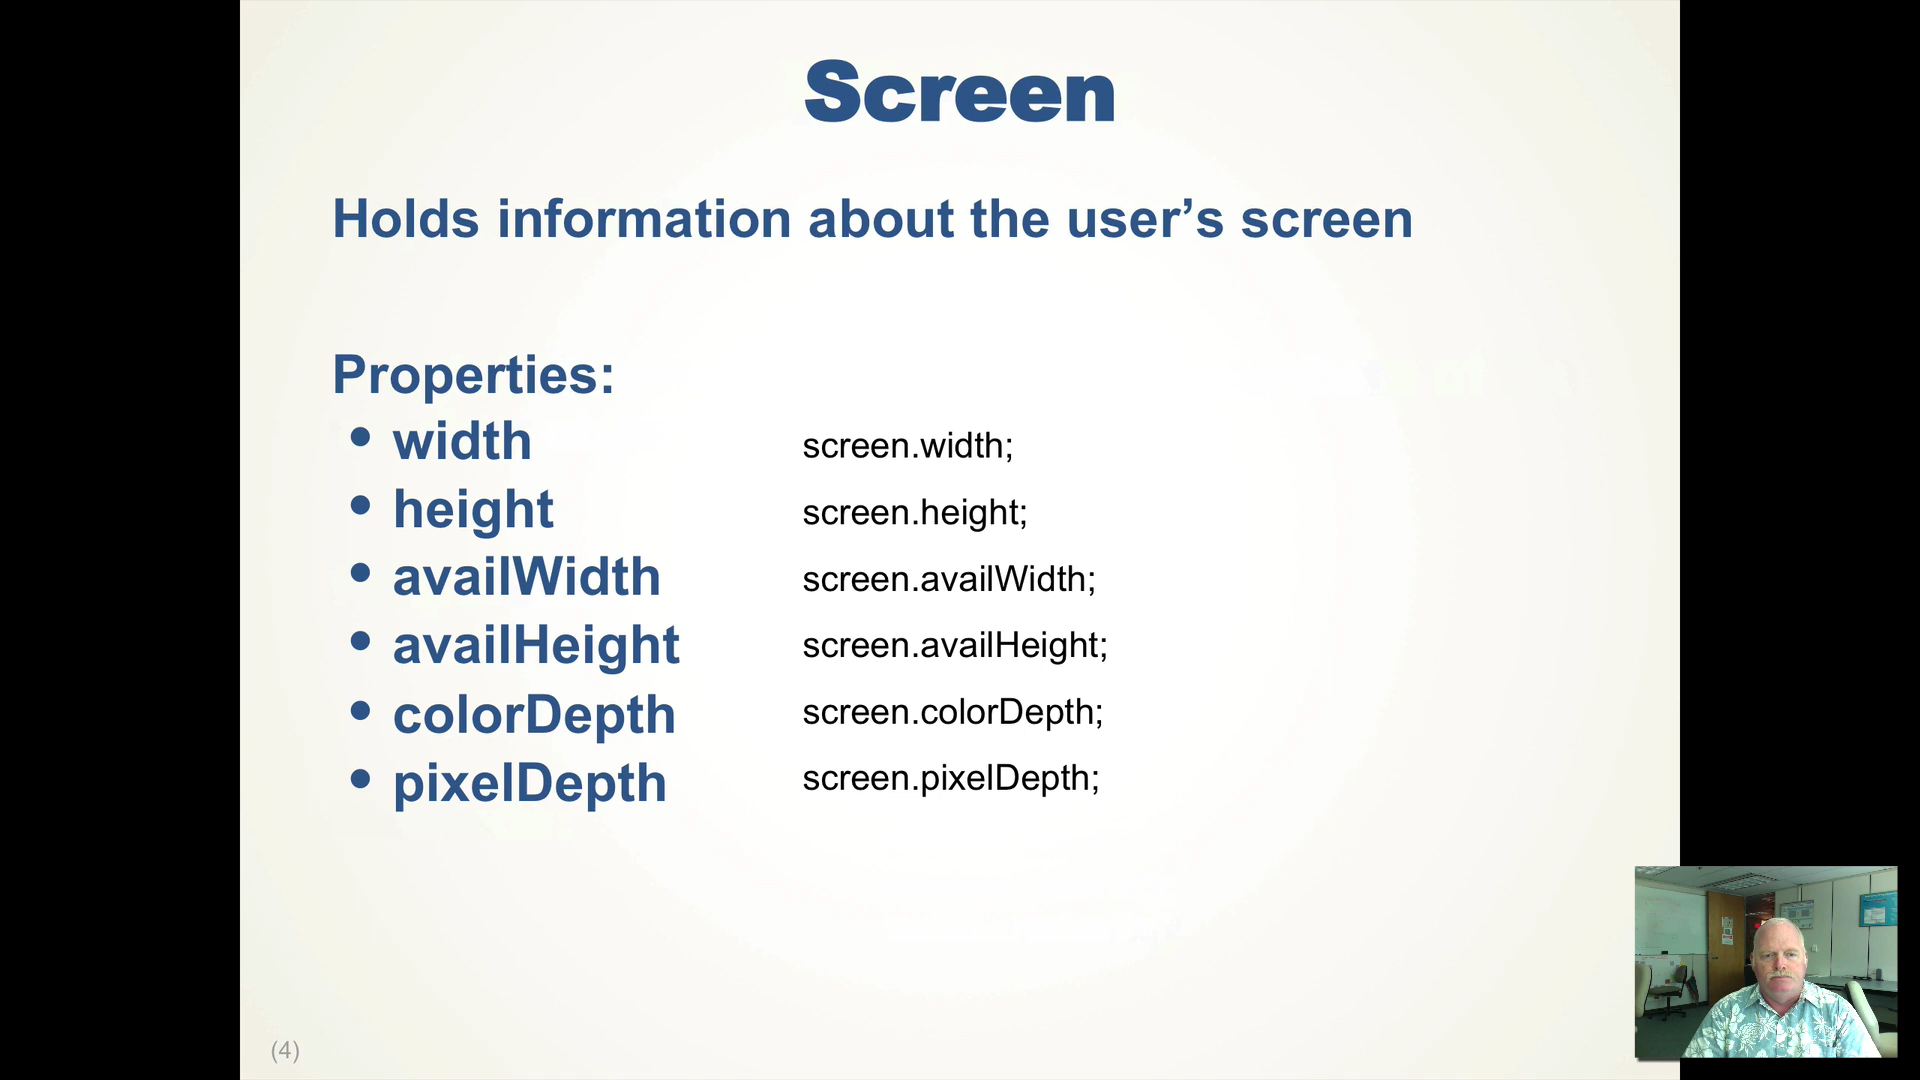 Screen
Holds information about the user’s screen
Properties:
• width screen.width;
• height screen.height;
• availWidth screen.availWidth;
• availHeight screen.availHeight;
• colorDepth screen.colorDepth;
• pixelDepth screen.pixelDepth;
(4)